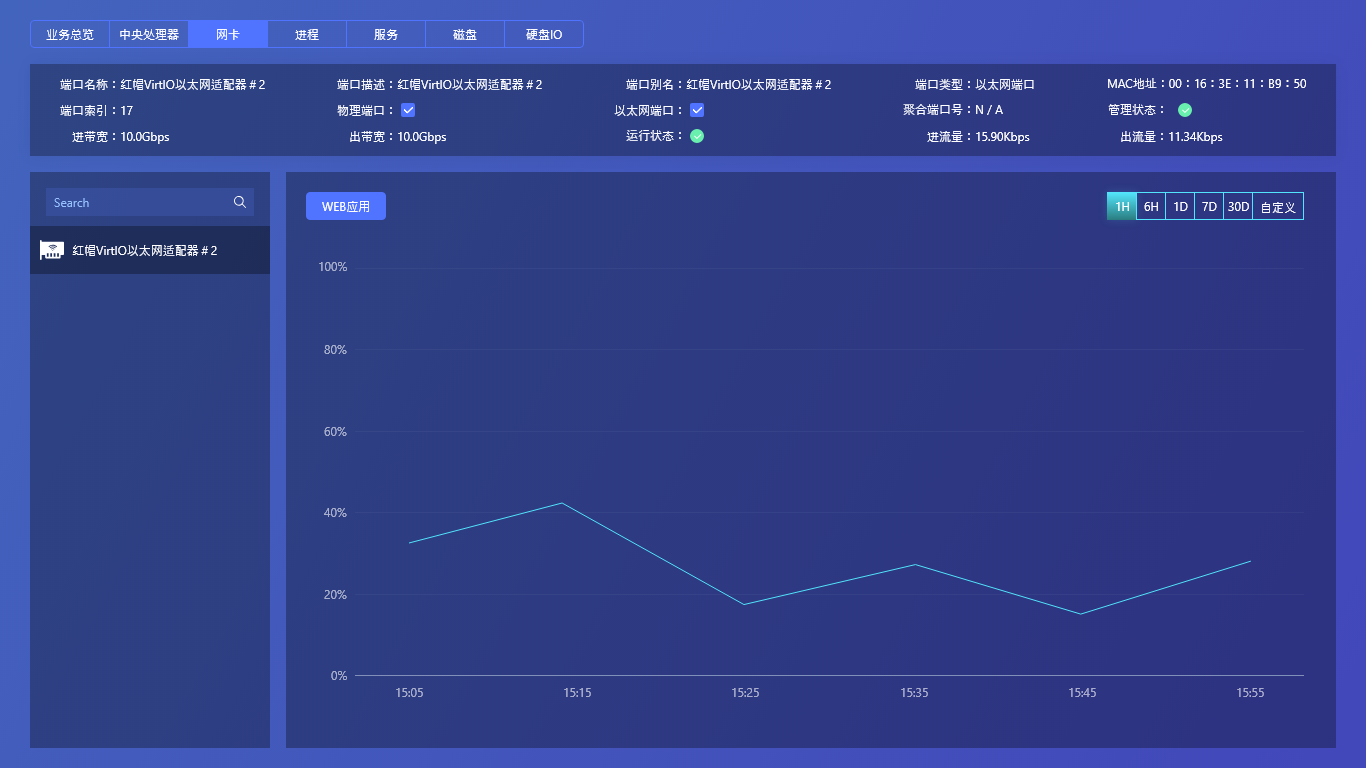 业务总览 中央处理器 网卡 进程 服务 磁盘 硬盘IO
端口名称：红帽VirtIO以太网适配器＃2 端口描述：红帽VirtIO以太网适配器＃2 端口别名：红帽VirtIO以太网适配器＃2 端口类型：以太网端口 MAC地址：00：16：3E：11：B9：50
端口索引：17 物理端口： 以太网端口： 聚合端口号：N / A 管理状态：
进带宽：10.0Gbps 出带宽：10.0Gbps 运行状态： 进流量：15.90Kbps 出流量：11.34Kbps
Search
红帽VirtIO以太网适配器＃2
WEB应用 1H 6H 1D 7D 30D 自定义
100%
80%
60%
40%
20%
0%
15:05 15:15 15:25 15:35 15:45 15:55